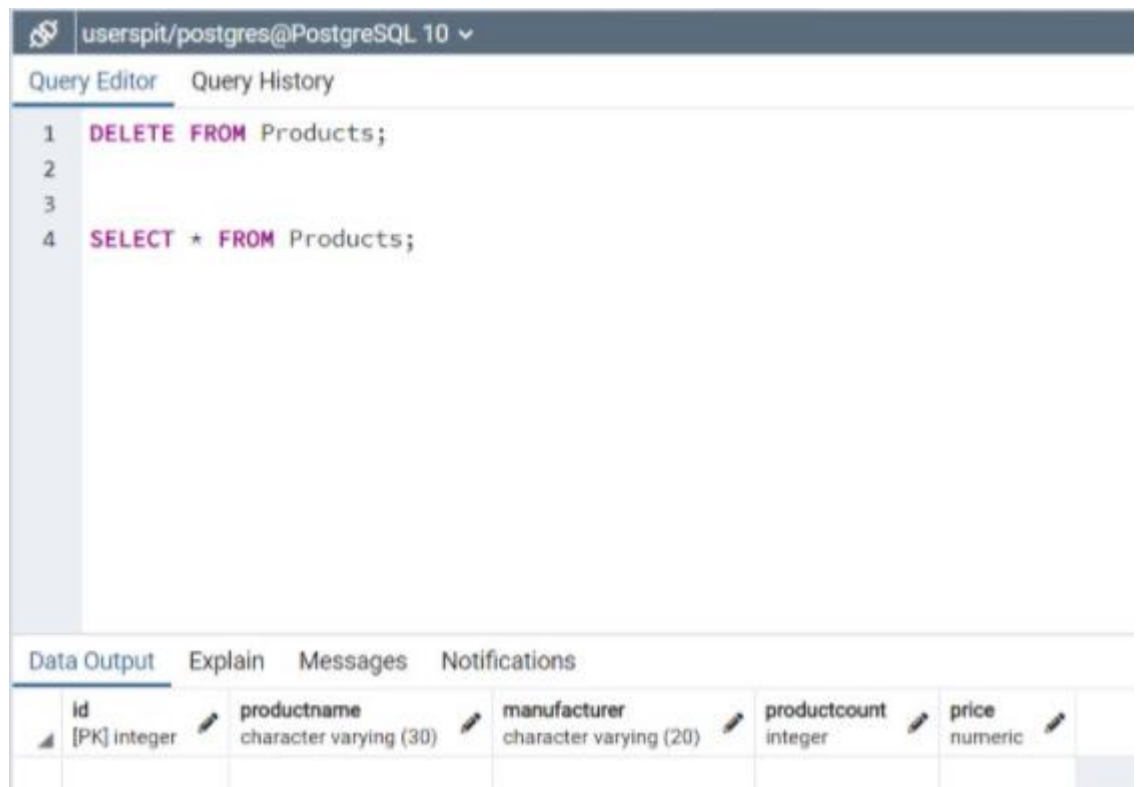 userspit/postgres@PostgreSQL 10
Query Editor Query History
1 DELETE FROM Products;
2
3
4 SELECT * FROM Products;
Data Output Explain Messages Notifications
id productname manufacturer productcount price
[PK] integer character varying (30) character varying (20) integer numeric